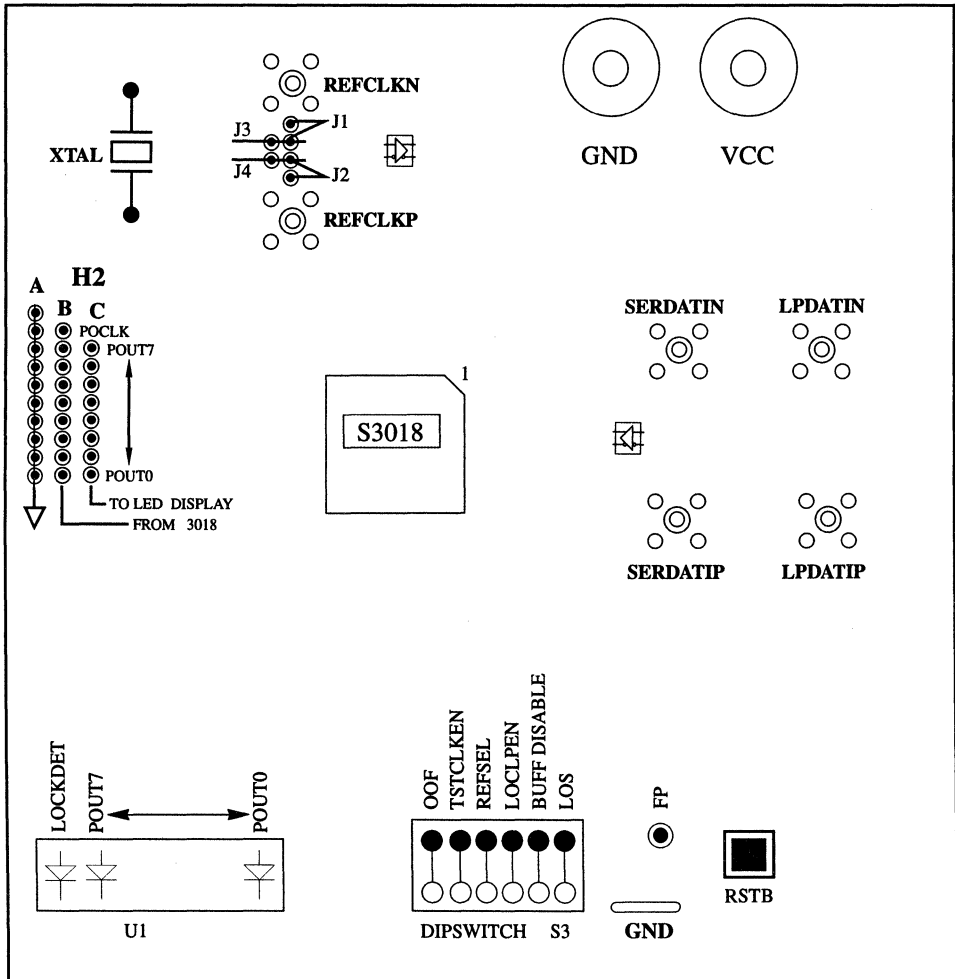 REFCLKN
J3
J1
XTAL
J4
J2
REFCLKP
GND
VCC
H2
A
B
C
POCLK
POUT7
POUT0
TO LED DISPLAY
FROM 3018
1
S3018
SERDATIN
LPDATIN
SERDATIP
LPDATIP
LOCKDET
POUT7
POUT0
U1
OOF
TSTCLKEN
REFSEL
LOCLPEN
BUFF DISABLE
LOS
DIPSWITCH S3
FP
GND
RSTB